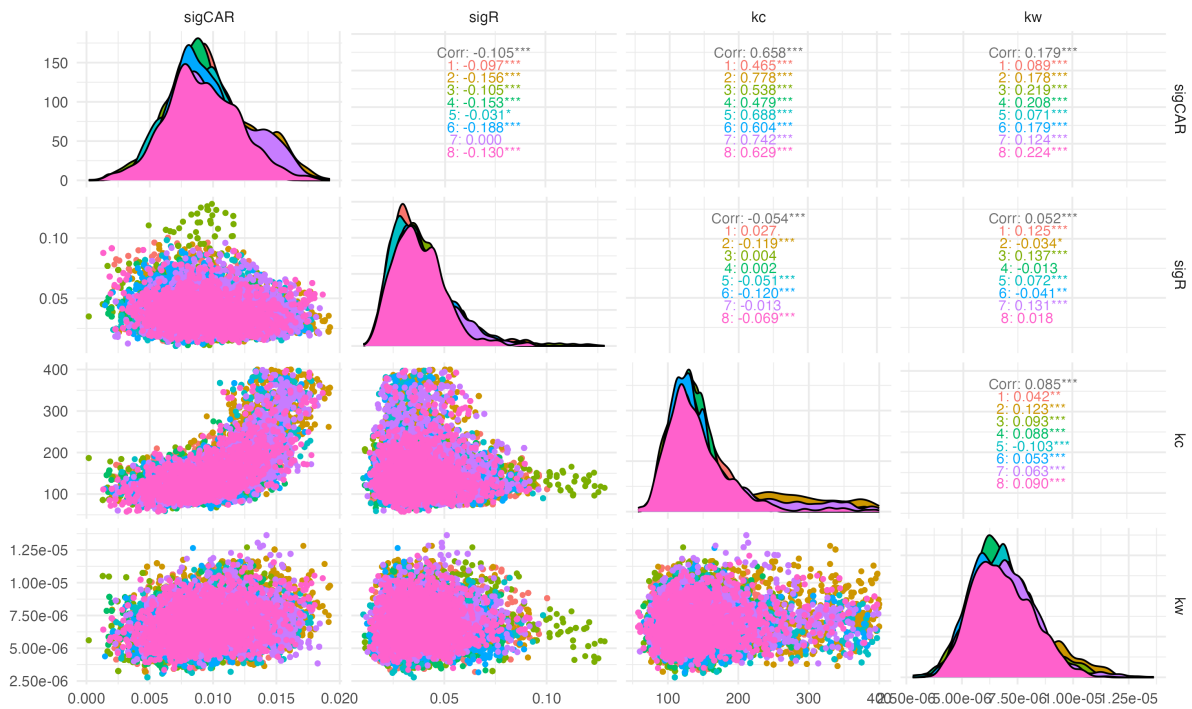 sigCAR
sigR
kc
kw
150
100
50
0
Corr: -0.105***
1: -0.097***
2: -0.156***
3: -0.105***
4: -0.153***
5: -0.031*
6: -0.188***
7: 0.000
8: -0.130***
Corr: 0.658***
1: 0.465***
2: 0.778***
3: 0.538***
4: 0.479***
5: 0.688***
6: 0.604***
7: 0.742***
8: 0.629***
Corr: 0.179***
1: 0.089***
2: 0.178***
3: 0.219***
4: 0.208***
5: 0.071***
6: 0.179***
7: 0.124***
8: 0.224***
sigCAR
0.10
0.05
Corr: -0.054***
1: 0.027.
2: -0.119***
3: 0.004
4: 0.002
5: -0.051***
6: -0.120***
7: -0.013
8: -0.069***
Corr: 0.052***
1: 0.125***
2: -0.034*
3: 0.137***
4: -0.013
5: 0.072***
6: -0.041**
7: 0.131***
8: 0.018
sigR
400
300
200
100
Corr: 0.085***
1: 0.042**
2: 0.123***
3: 0.093***
4: 0.088***
5: -0.103***
6: 0.053***
7: 0.063***
8: 0.090***
kc
1.25e-05
1.00e-05
7.50e-06
5.00e-06
2.50e-06
kw
0.000 0.005 0.010 0.015 0.020
0.05 0.10
100 200 300 400
2.50e-06 5.00e-06 7.50e-06 1.00e-05 1.25e-05